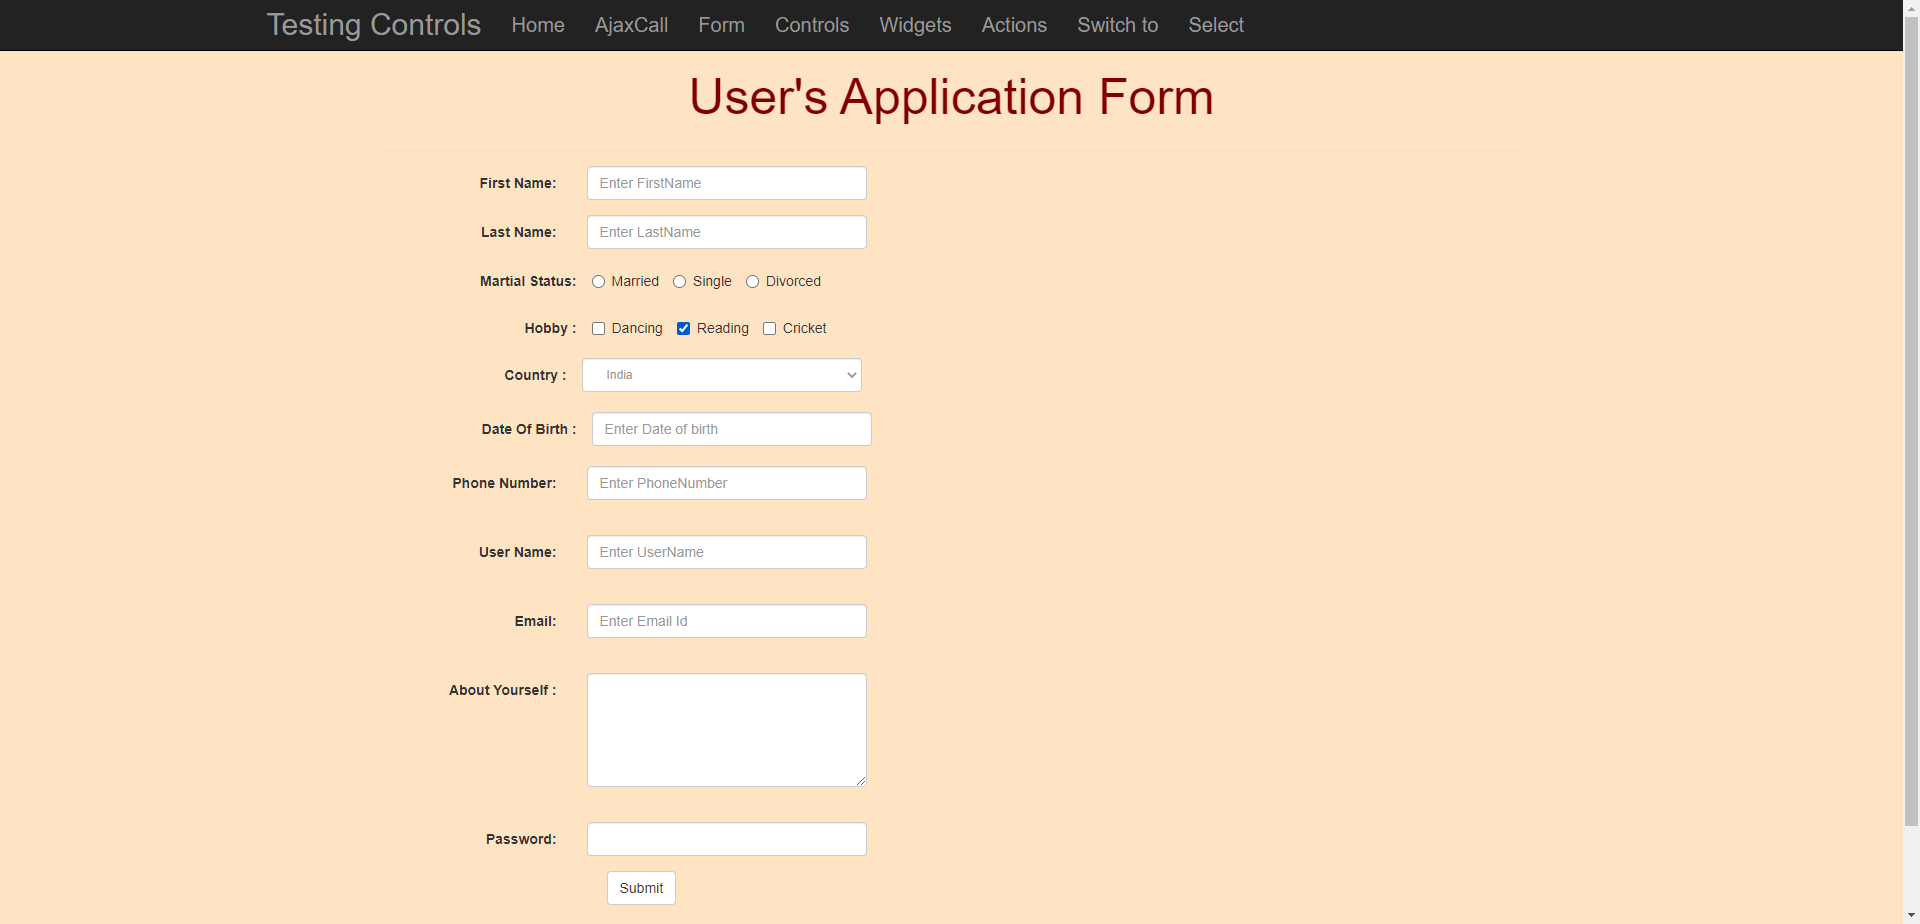 Testing Controls Home AjaxCall Form Controls Widgets Actions Switch to Select
User's Application Form
First Name: Enter FirstName
Last Name: Enter LastName
Martial Status: Married Single Divorced
Hobby : Dancing Reading Cricket
Country : India
Date Of Birth : Enter Date of birth
Phone Number: Enter PhoneNumber
User Name: Enter UserName
Email: Enter Email Id
About Yourself :
Password:
Submit